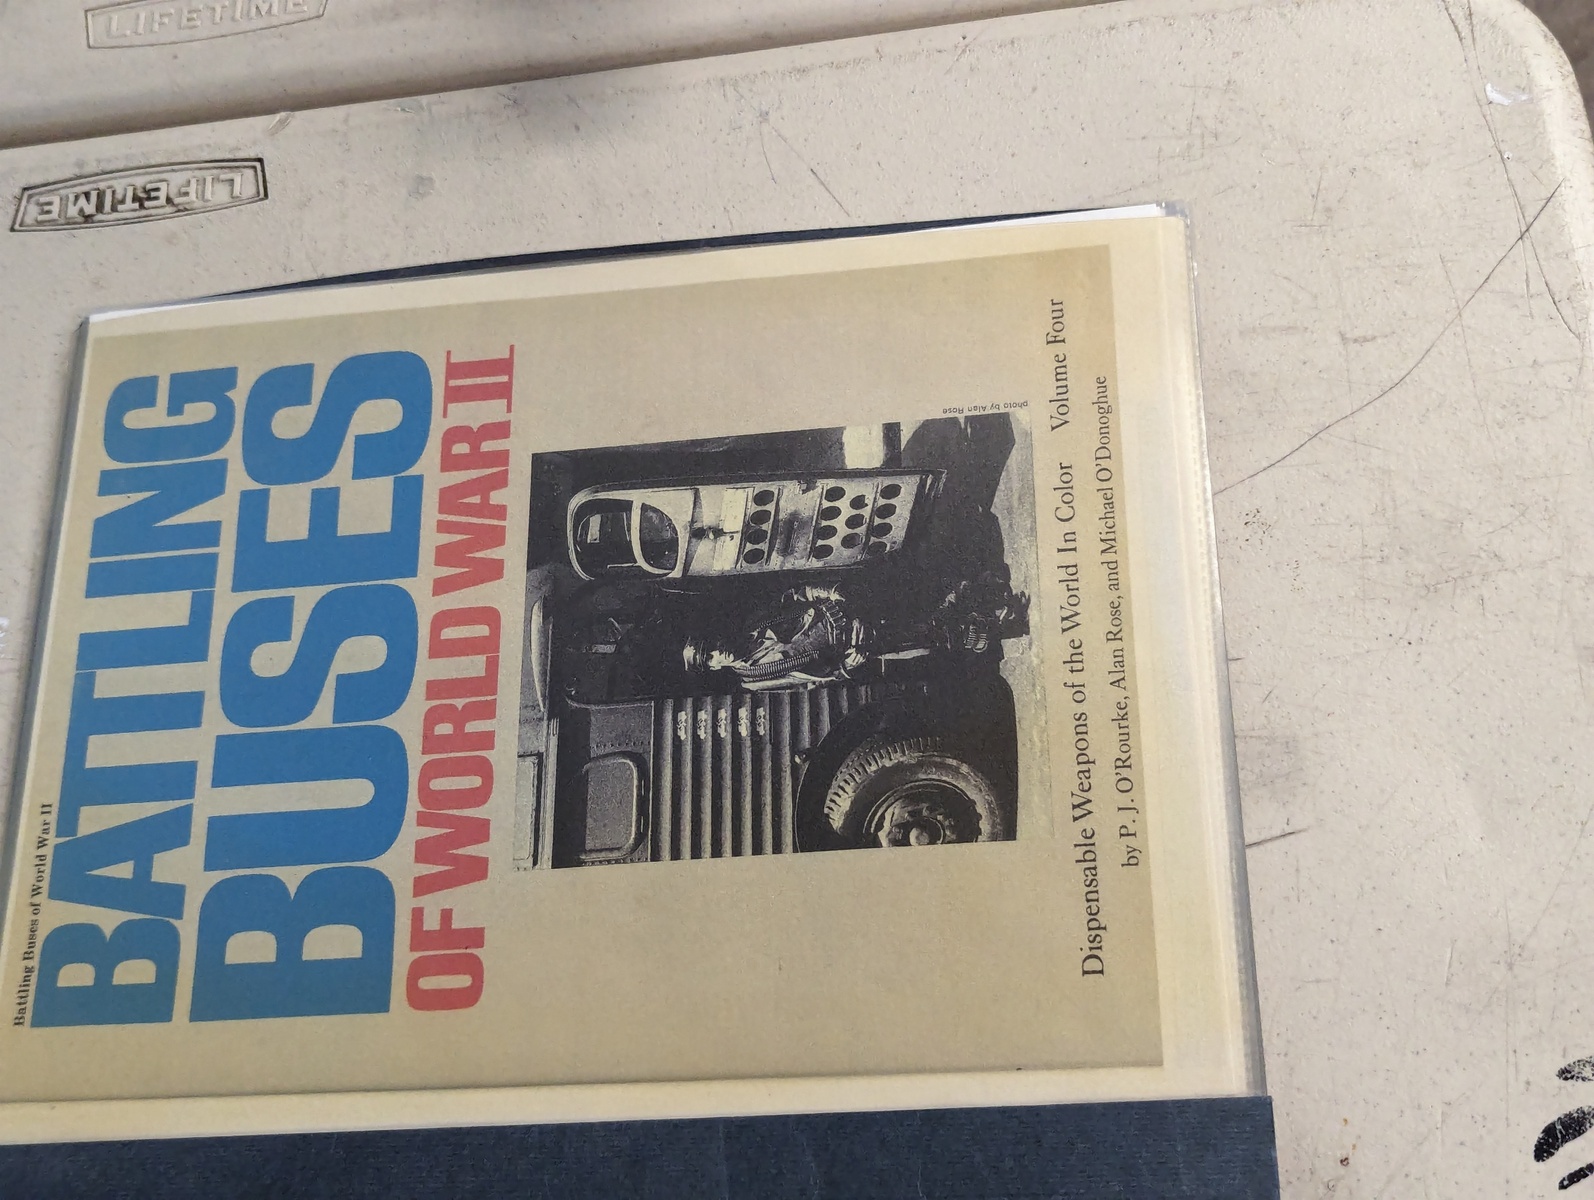 LIFETIME
LIFETIME
Battling Buses of World War II
BATTLING
BUSES
OF WORLD WAR II
photo by Alan Rose
Dispensable Weapons of the World In Color Volume Four
by P. J. O'Rourke, Alan Rose, and Michael O'Donoghue